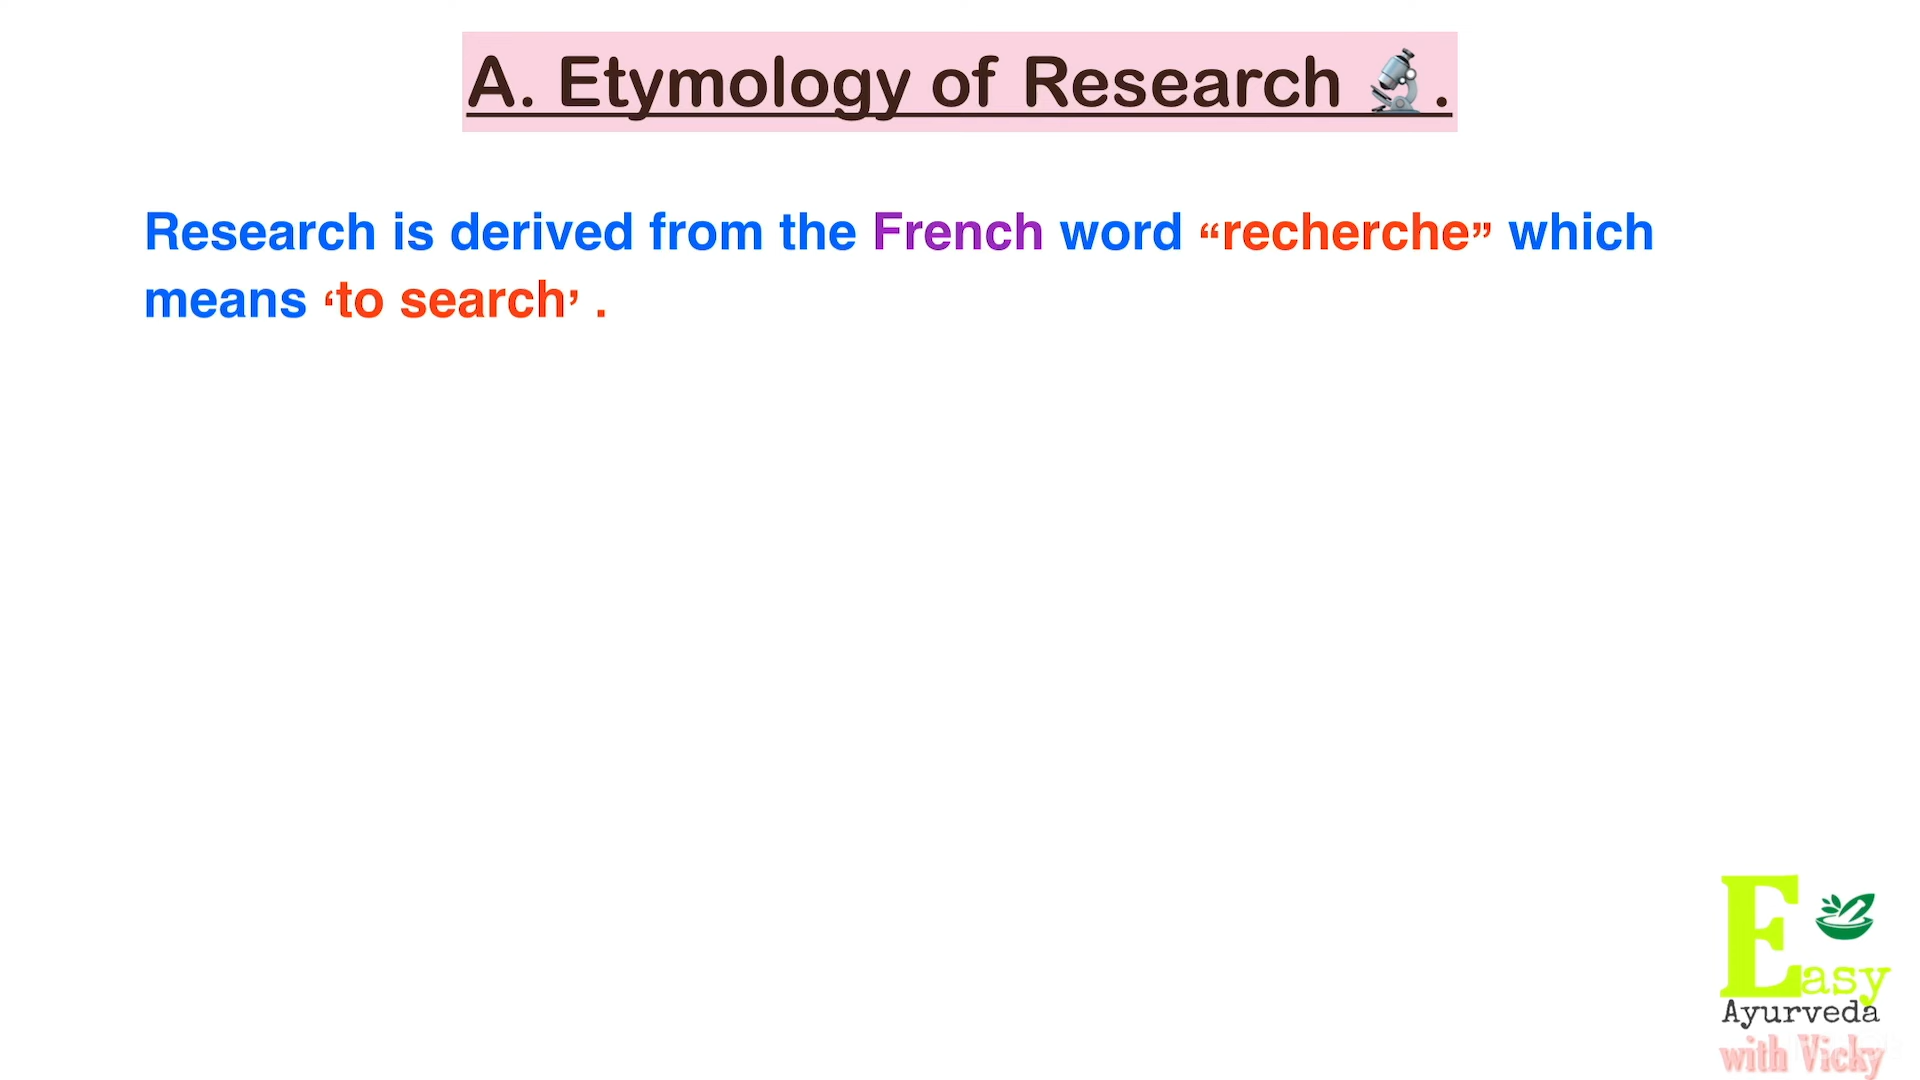 A. Etymology of Research 🔬.
Research is derived from the French word “recherche” which
means ‘to search’ .
Easy
Ayurveda
with Vicky